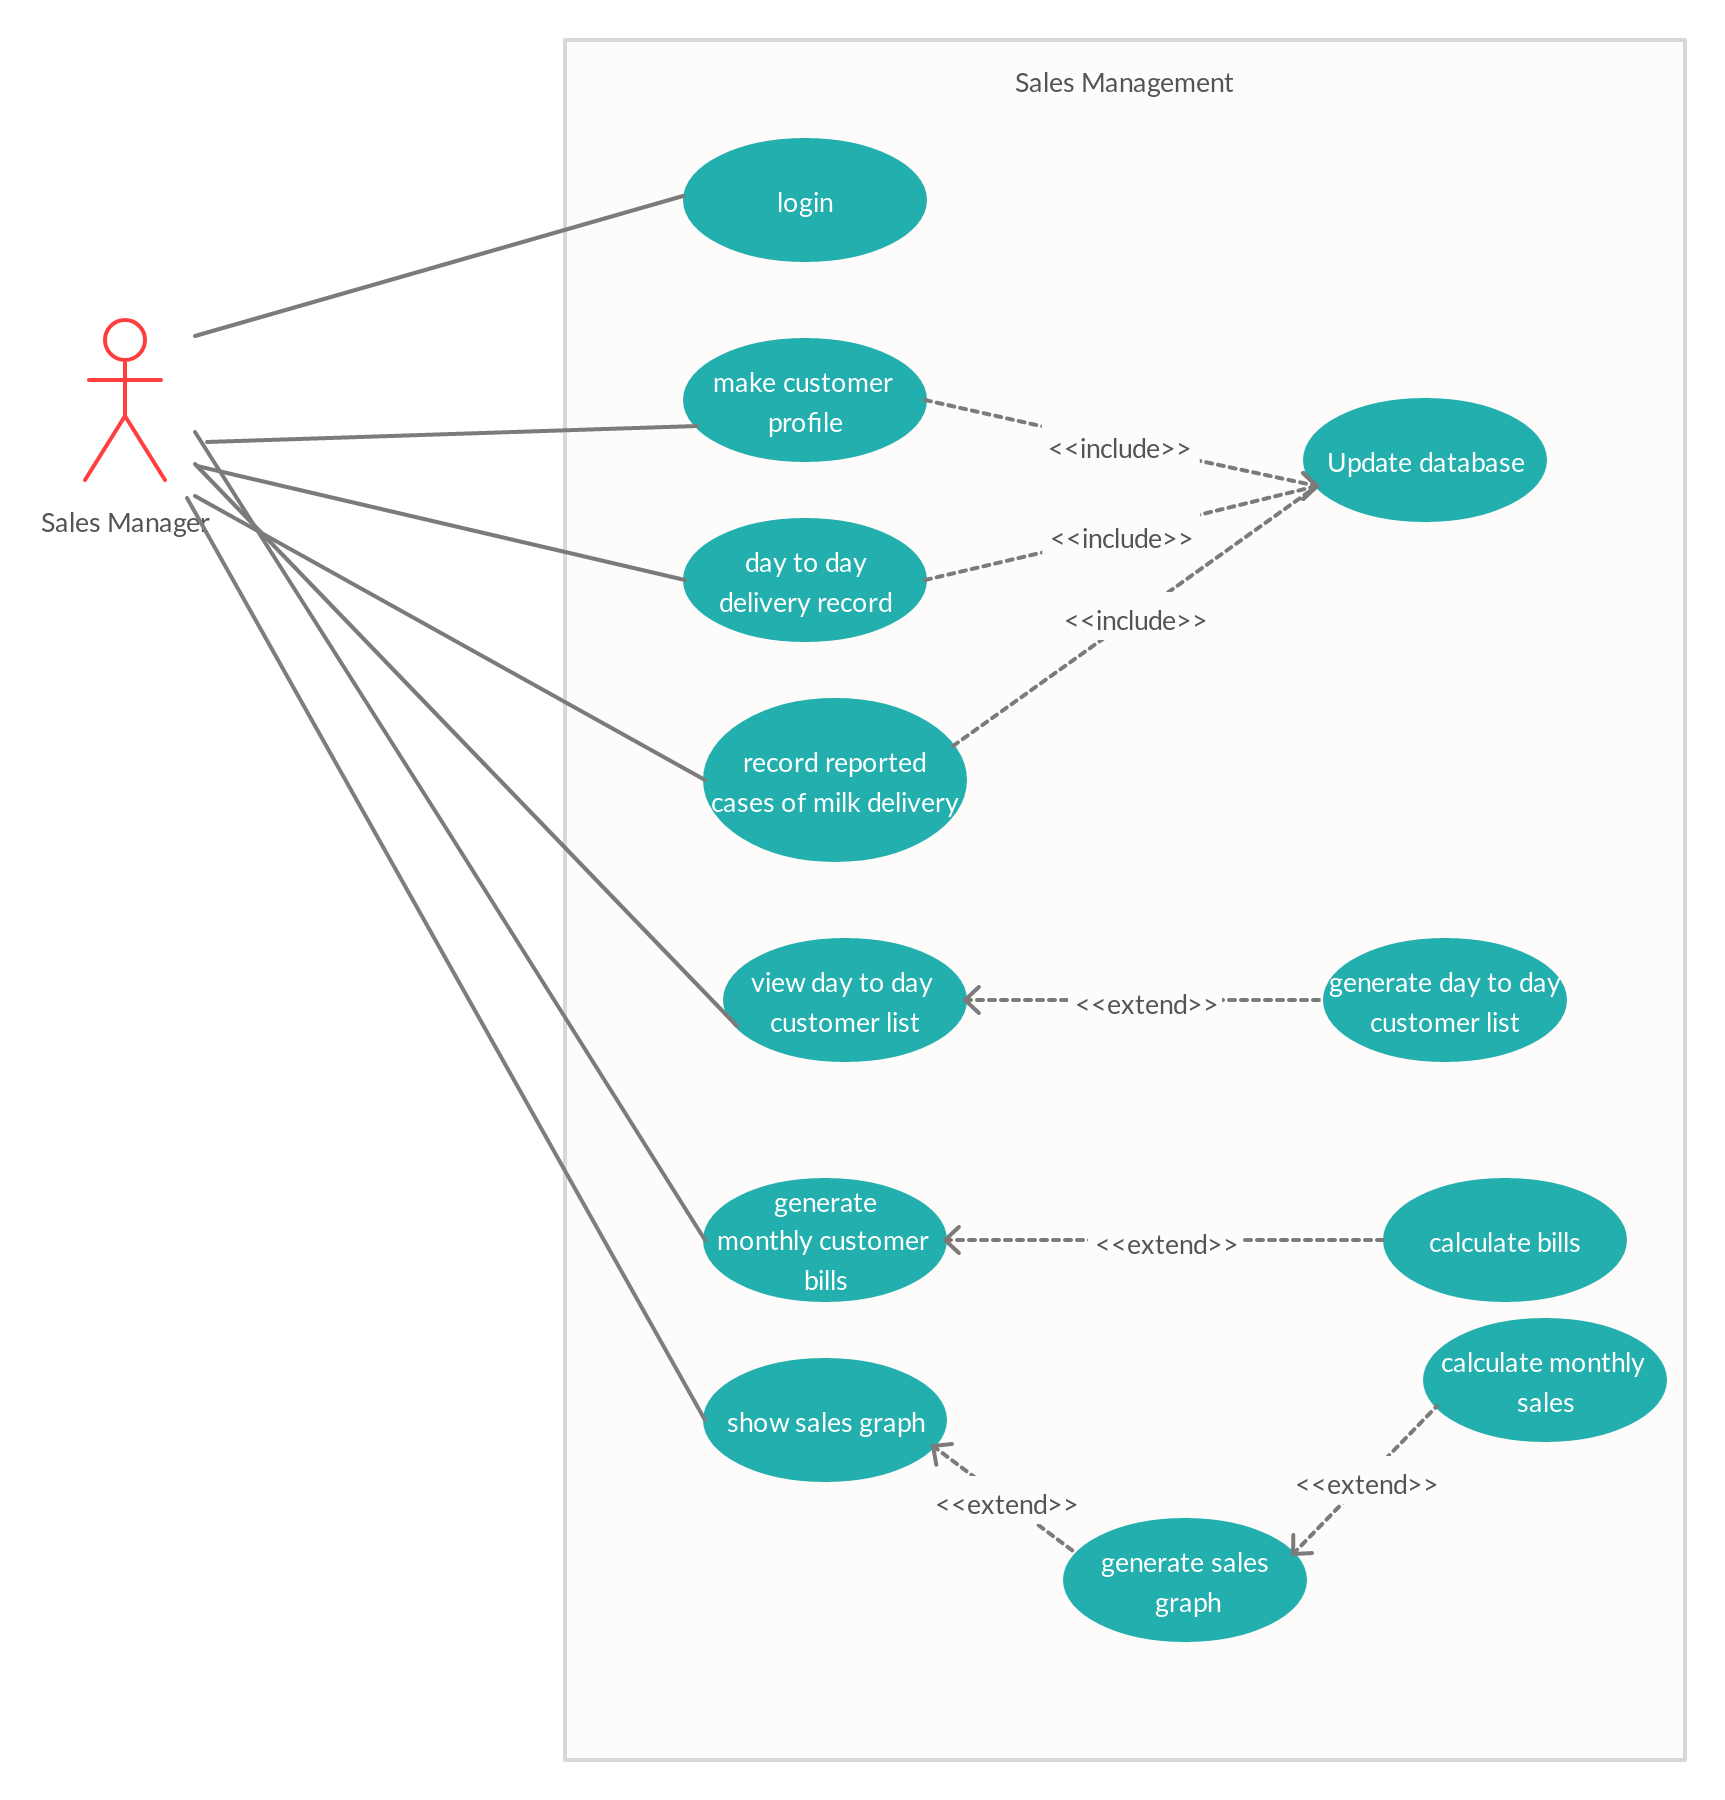 Sales Management
login
Sales Manager
make customer
profile
<<include>>
Update database
day to day
delivery record
<<include>>
<<include>>
record reported
cases of milk delivery
view day to day
customer list
<<extend>>
generate day to day
customer list
generate
monthly customer
bills
<<extend>>
calculate bills
calculate monthly
sales
show sales graph
<<extend>>
<<extend>>
generate sales
graph